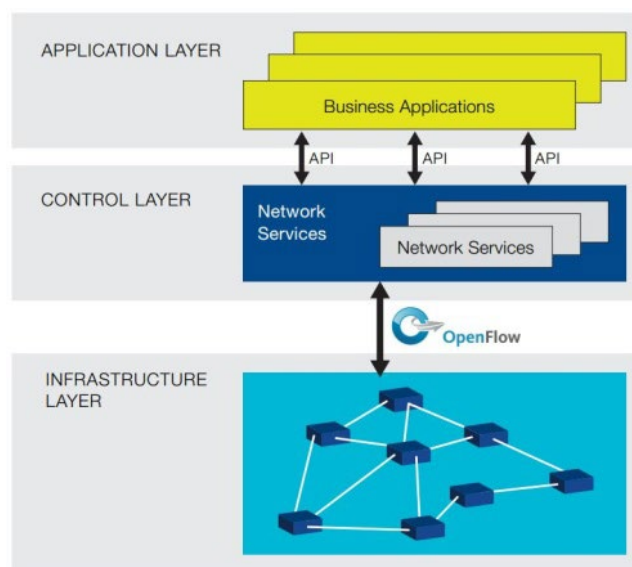 APPLICATION LAYER
Business Applications
API
API
API
CONTROL LAYER
Network
Services
Network Services
OpenFlow
INFRASTRUCTURE
LAYER